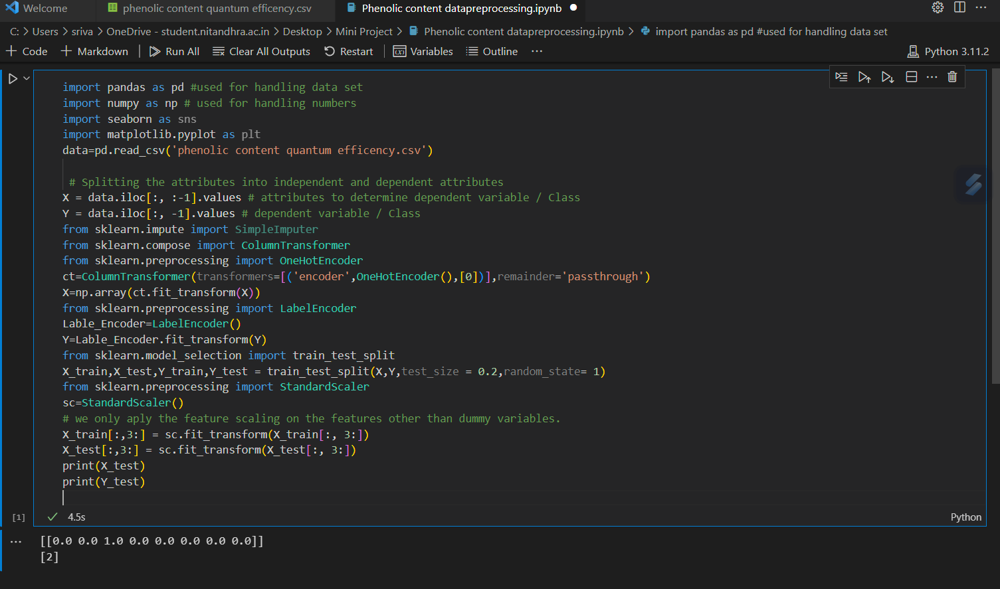 Welcome
phenolic content quantum efficency.csv
Phenolic content datapreprocessing.ipynb
C: > Users > sriva > OneDrive - student.nitandhra.ac.in > Desktop > Mini Project > Phenolic content datapreprocessing.ipynb > import pandas as pd #used for handling data set
+ Code + Markdown | Run All Clear All Outputs Restart | Variables Outline ... Python 3.11.2
import pandas as pd #used for handling data set
import numpy as np # used for handling numbers
import seaborn as sns
import matplotlib.pyplot as plt
data=pd.read_csv('phenolic content quantum efficency.csv')
# Splitting the attributes into independent and dependent attributes
X = data.iloc[:, :-1].values # attributes to determine dependent variable / Class
Y = data.iloc[:, -1].values # dependent variable / Class
from sklearn.impute import SimpleImputer
from sklearn.compose import ColumnTransformer
from sklearn.preprocessing import OneHotEncoder
ct=ColumnTransformer(transformers=[('encoder',OneHotEncoder(),[0])],remainder='passthrough')
X=np.array(ct.fit_transform(X))
from sklearn.preprocessing import LabelEncoder
Lable_Encoder=LabelEncoder()
Y=Lable_Encoder.fit_transform(Y)
from sklearn.model_selection import train_test_split
X_train,X_test,Y_train,Y_test = train_test_split(X,Y,test_size = 0.2,random_state= 1)
from sklearn.preprocessing import StandardScaler
sc=StandardScaler()
# we only aply the feature scaling on the features other than dummy variables.
X_train[:,3:] = sc.fit_transform(X_train[:, 3:])
X_test[:,3:] = sc.fit_transform(X_test[:, 3:])
print(X_test)
print(Y_test)
[1] 4.5s Python
[[0.0 0.0 1.0 0.0 0.0 0.0 0.0 0.0]]
[2]